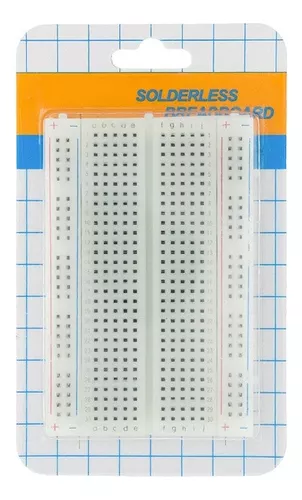 SOLDERLESS
BREADBOARD
+ - a b c d e f g h i j + -
+ - a b c d e f g h i j + -